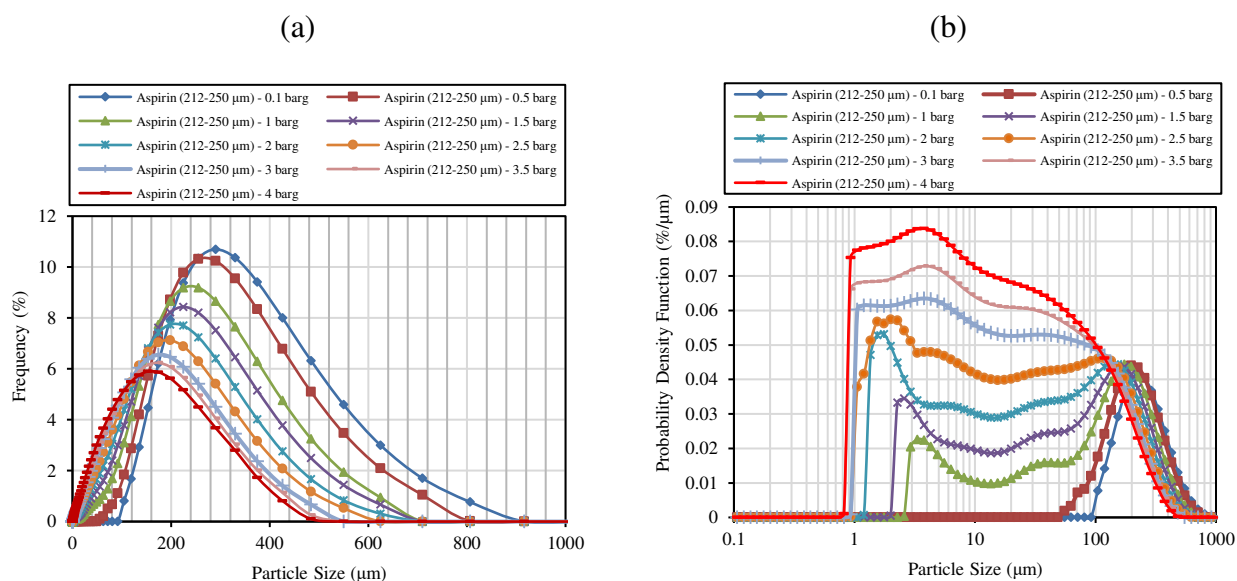 (a)
(b)
Aspirin (212-250 μm) - 0.1 barg
Aspirin (212-250 μm) - 0.5 barg
Aspirin (212-250 μm) - 1 barg
Aspirin (212-250 μm) - 1.5 barg
Aspirin (212-250 μm) - 2 barg
Aspirin (212-250 μm) - 2.5 barg
Aspirin (212-250 μm) - 3 barg
Aspirin (212-250 μm) - 3.5 barg
Aspirin (212-250 μm) - 4 barg
12
10
8
6
4
2
0
Frequency (%)
0 200 400 600 800 1000
Particle Size (μm)
Aspirin (212-250 μm) - 0.1 barg
Aspirin (212-250 μm) - 0.5 barg
Aspirin (212-250 μm) - 1 barg
Aspirin (212-250 μm) - 1.5 barg
Aspirin (212-250 μm) - 2 barg
Aspirin (212-250 μm) - 2.5 barg
Aspirin (212-250 μm) - 3 barg
Aspirin (212-250 μm) - 3.5 barg
Aspirin (212-250 μm) - 4 barg
0.09
0.08
0.07
0.06
0.05
0.04
0.03
0.02
0.01
0
Probability Density Function (%/μm)
0.1 1 10 100 1000
Particle Size (μm)